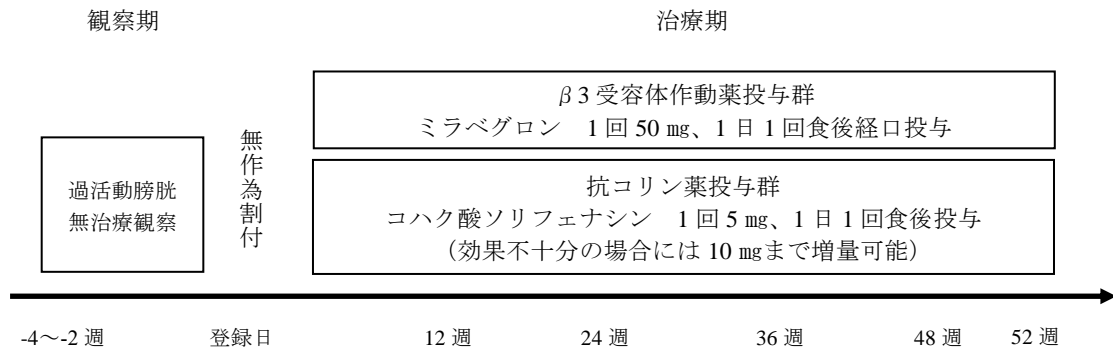 観察期
治療期
β3受容体作動薬投与群
ミラベグロン 1回50㎎、1日1回食後経口投与
過活動膀胱
無治療観察
無作為割付
抗コリン薬投与群
コハク酸ソリフェナシン 1回5㎎、1日1回食後投与
（効果不十分の場合には10㎎まで増量可能）
-4～-2週
登録日
12週
24週
36週
48週
52週